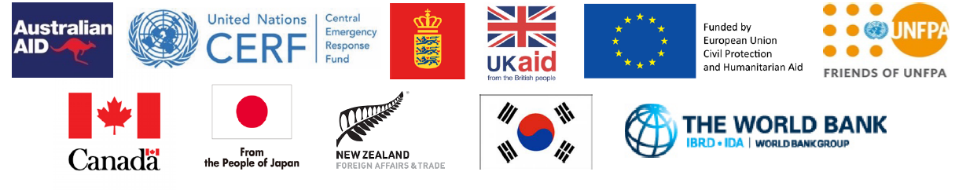 Australian
AID
United Nations
CERF
Central
Emergency
Response
Fund
UKaid
from the British people
Funded by
European Union
Civil Protection
and Humanitarian Aid
UNFPA
FRIENDS OF UNFPA
Canada
From
the People of Japan
NEW ZEALAND
FOREIGN AFFAIRS & TRADE
TM
THE WORLD BANK
IBRD • IDA | WORLD BANK GROUP